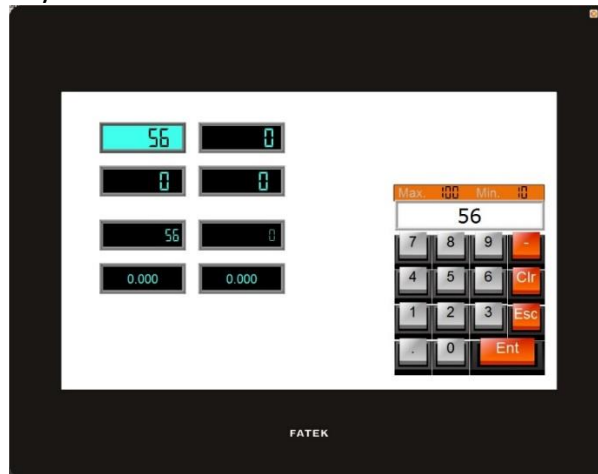 56 0
0 0
56 0
0.000 0.000
Max. 100 Min. 10
56
7 8 9 -
4 5 6 Clr
1 2 3 Esc
. 0 Ent
FATEK